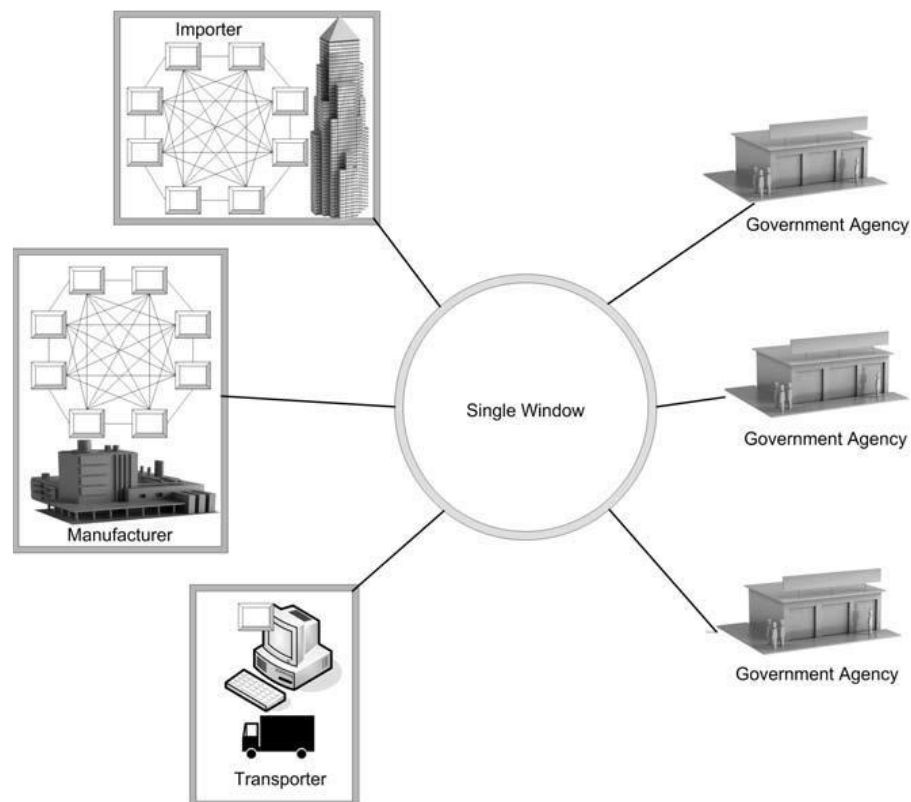 Importer
Government Agency
Single Window
Government Agency
Manufacturer
Government Agency
Transporter